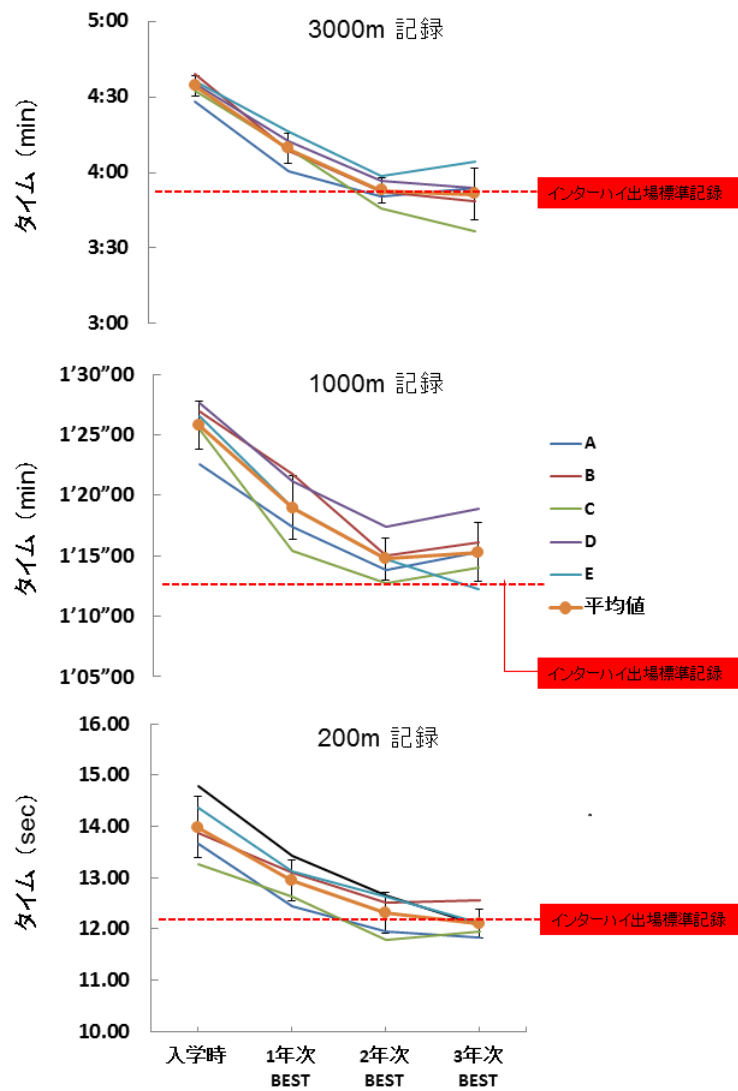 3000m 記録
5:00
4:30
4:00
3:30
3:00
タイム（min）
インターハイ出場標準記録
1000m 記録
1’30”00
1’25”00
1’20”00
1’15”00
1’10”00
1’05”00
タイム（min）
A
B
C
D
E
平均値
インターハイ出場標準記録
200m 記録
16.00
15.00
14.00
13.00
12.00
11.00
10.00
タイム（sec）
インターハイ出場標準記録
入学時
1年次
BEST
2年次
BEST
3年次
BEST